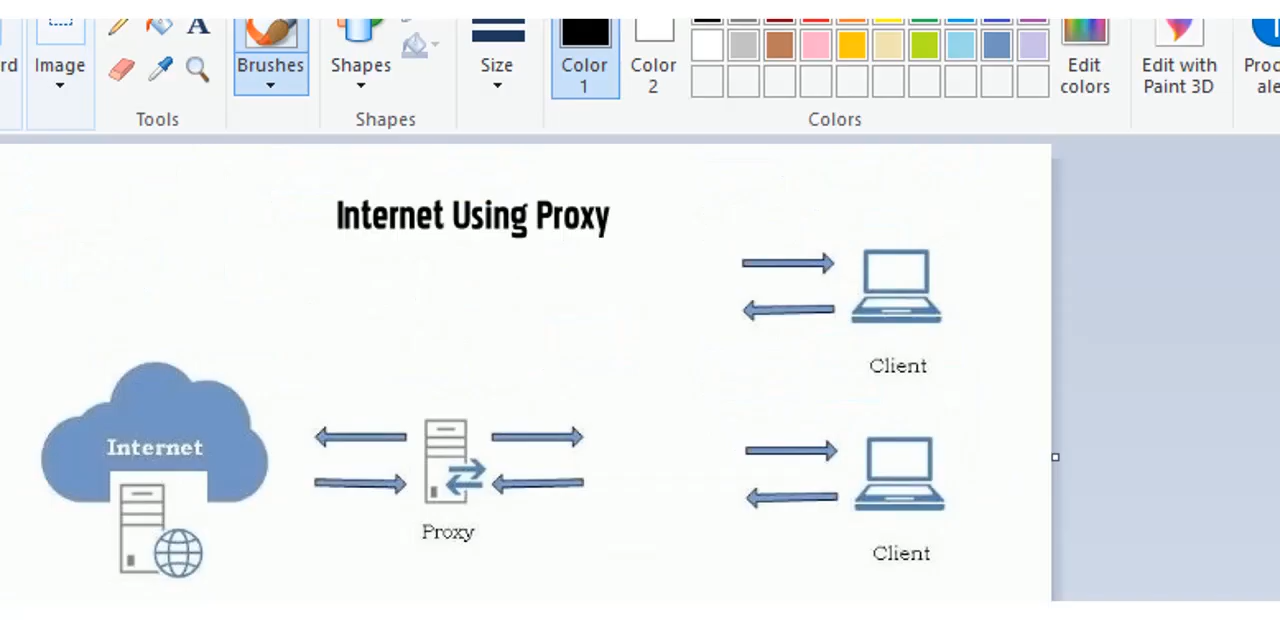 rd Image Brushes Shapes Size Color 1 Color 2 Edit colors Edit with Paint 3D
Tools Shapes Colors
Internet Using Proxy
Client
Internet
Proxy
Client